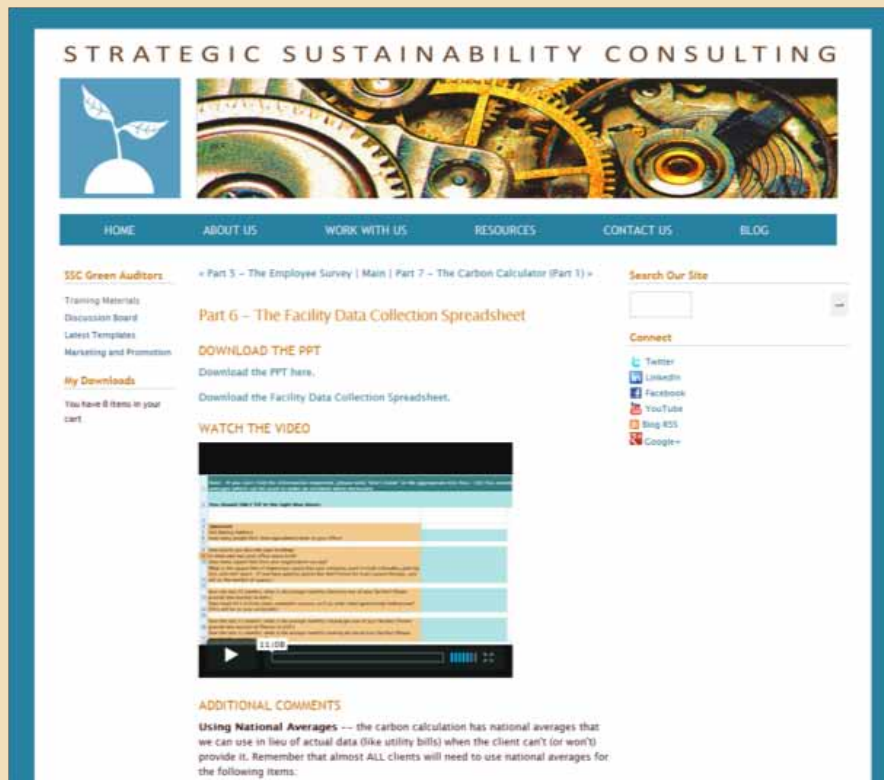 STRATEGIC SUSTAINABILITY CONSULTING
HOME ABOUT US WORK WITH US RESOURCES CONTACT US BLOG
SSC Green Auditors
Training Materials
Discussion Board
Latest Templates
Marketing and Promotion
My Downloads
You have 0 items in your
cart
« Part 5 – The Employee Survey | Main | Part 7 – The Carbon Calculator (Part 1) »
Part 6 – The Facility Data Collection Spreadsheet
DOWNLOAD THE PPT
Download the PPT here.
Download the Facility Data Collection Spreadsheet.
WATCH THE VIDEO
11:08
ADDITIONAL COMMENTS
Using National Averages -- the carbon calculation has national averages that
we can use in lieu of actual data (like utility bills) when the client can't (or won't)
provide it. Remember that almost ALL clients will need to use national averages for
the following items:
Search Our Site
Connect
Twitter
LinkedIn
Facebook
YouTube
Blog RSS
Google+